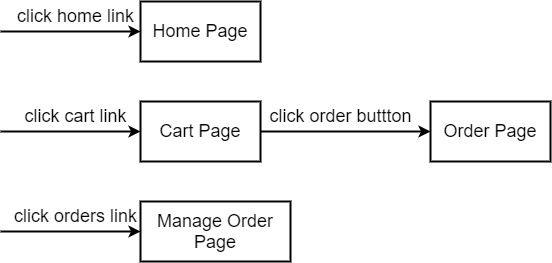 click home link
Home Page
click cart link
Cart Page
click order buttton
Order Page
click orders link
Manage Order
Page